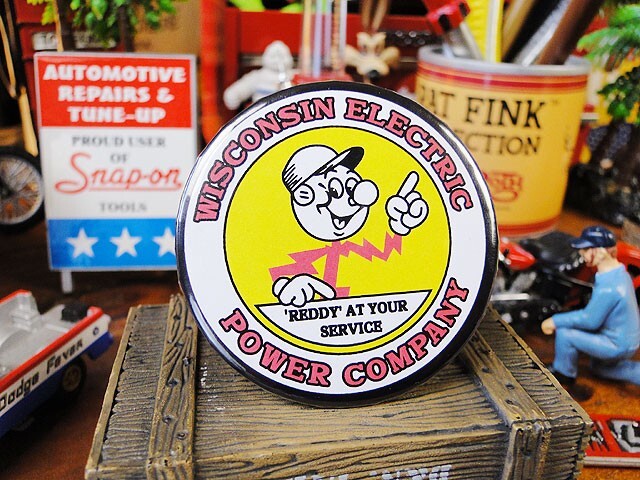 AUTOMOTIVE
REPAIRS &
TUNE-UP
PROUD USER
OF
Snap-on
TOOLS
WISCONSIN ELECTRIC
POWER COMPANY
'REDDY' AT YOUR
SERVICE
AT FINK
ECTION
Dodge Fever